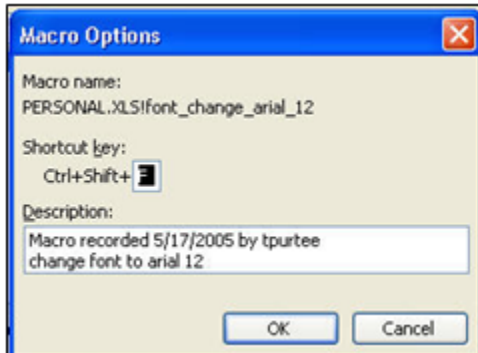 Macro Options
Macro name:
PERSONAL.XLS!font_change_arial_12
Shortcut key:
Ctrl+Shift+ F
Description:
Macro recorded 5/17/2005 by tpurtee
change font to arial 12
OK Cancel